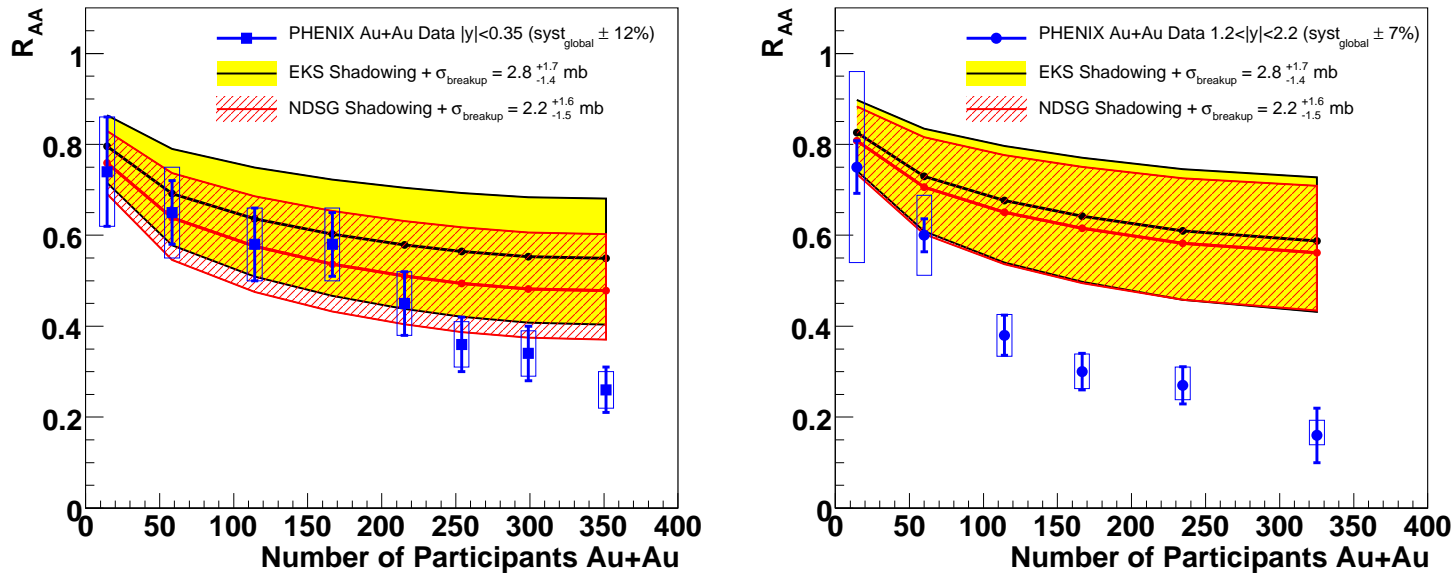 R_AA
PHENIX Au+Au Data |y|<0.35 (syst_global ± 12%)
EKS Shadowing + σ_breakup = 2.8 +1.7 -1.4 mb
NDSG Shadowing + σ_breakup = 2.2 +1.6 -1.5 mb
1
0.8
0.6
0.4
0.2
0
0 50 100 150 200 250 300 350 400
Number of Participants Au+Au
R_AA
PHENIX Au+Au Data 1.2<|y|<2.2 (syst_global ± 7%)
EKS Shadowing + σ_breakup = 2.8 +1.7 -1.4 mb
NDSG Shadowing + σ_breakup = 2.2 +1.6 -1.5 mb
1
0.8
0.6
0.4
0.2
0
0 50 100 150 200 250 300 350 400
Number of Participants Au+Au